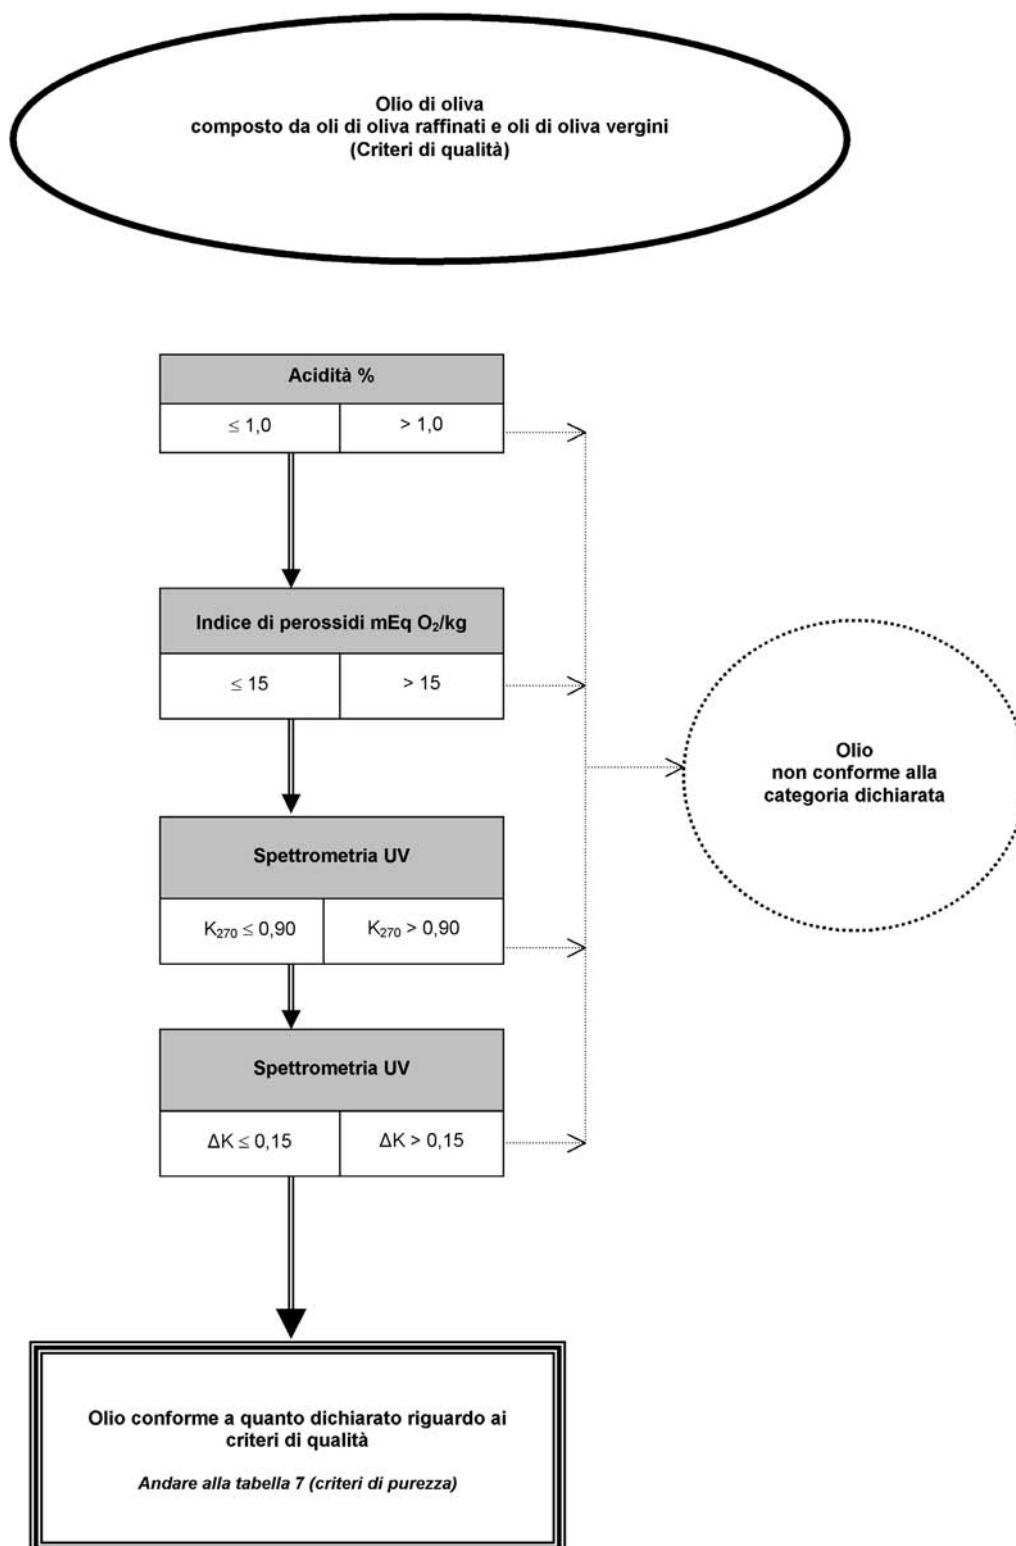 Olio di oliva
composto da oli di oliva raffinati e oli di oliva vergini
(Criteri di qualità)
Acidità %
≤ 1,0 > 1,0
Indice di perossidi mEq O₂/kg
≤ 15 > 15
Olio
non conforme alla
categoria dichiarata
Spettrometria UV
K₂₇₀ ≤ 0,90 K₂₇₀ > 0,90
Spettrometria UV
ΔK ≤ 0,15 ΔK > 0,15
Olio conforme a quanto dichiarato riguardo ai
criteri di qualità
Andare alla tabella 7 (criteri di purezza)